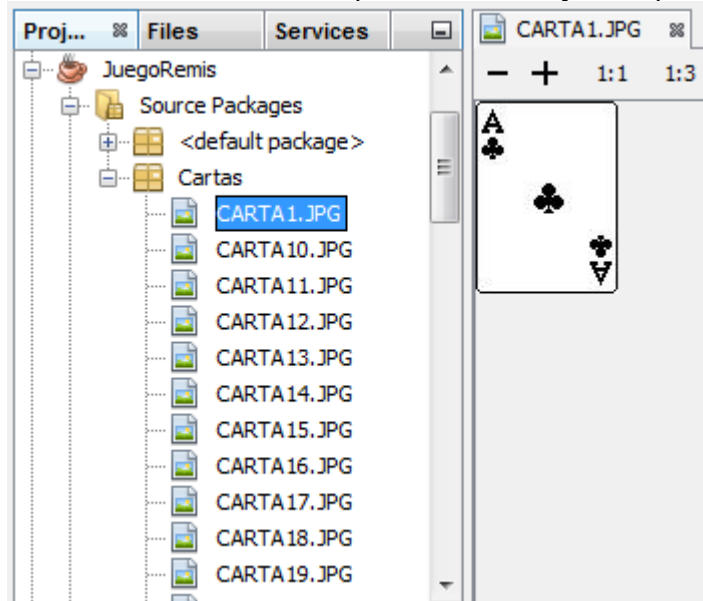 Proj... Files Services
JuegoRemis
Source Packages
<default package>
Cartas
CARTA1.JPG
CARTA10.JPG
CARTA11.JPG
CARTA12.JPG
CARTA13.JPG
CARTA14.JPG
CARTA15.JPG
CARTA16.JPG
CARTA17.JPG
CARTA18.JPG
CARTA19.JPG
CARTA1.JPG
1:1 1:3
A
A